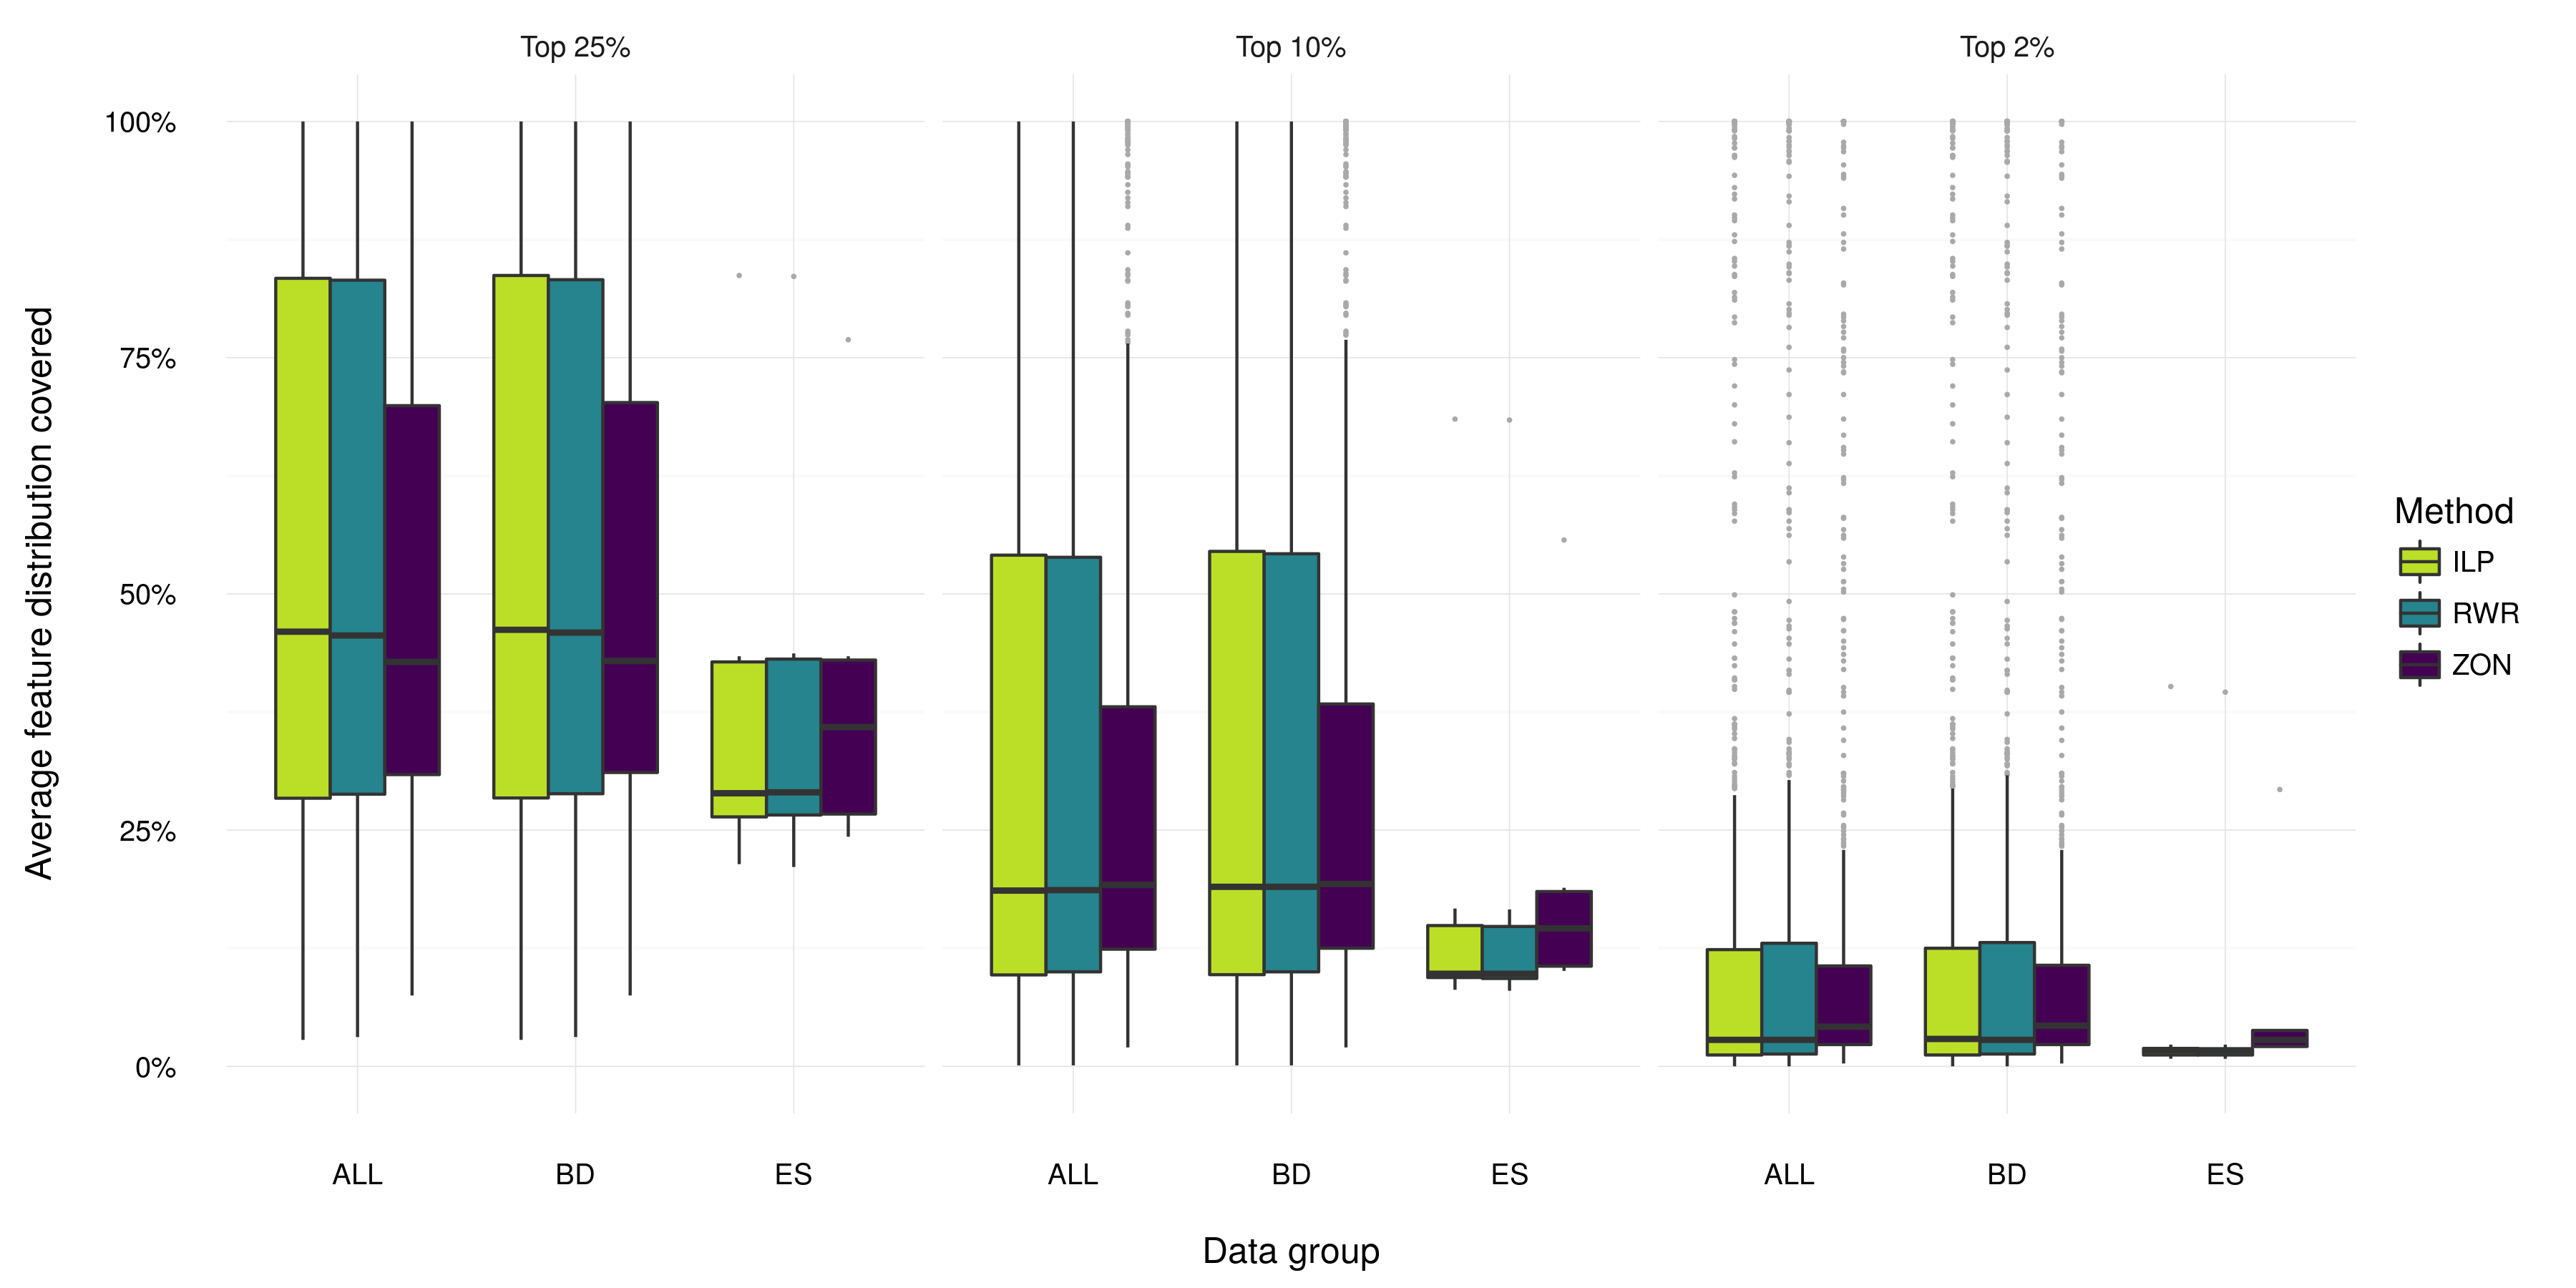 Top 25%
Top 10%
Top 2%
Average feature distribution covered
100%
75%
50%
25%
0%
ALL
BD
ES
ALL
BD
ES
ALL
BD
ES
Data group
Method
ILP
RWR
ZON